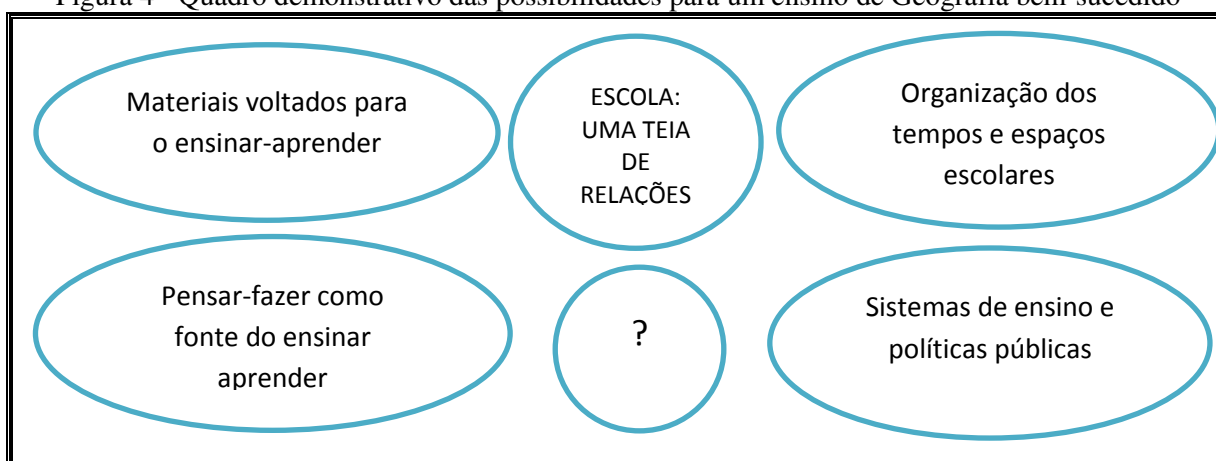 Figura 4 - Quadro demonstrativo das possibilidades para um ensino de Geografia bem-sucedido
Materiais voltados para
o ensinar-aprender
ESCOLA:
UMA TEIA
DE
RELAÇÕES
Organização dos
tempos e espaços
escolares
Pensar-fazer como
fonte do ensinar
aprender
?
Sistemas de ensino e
políticas públicas